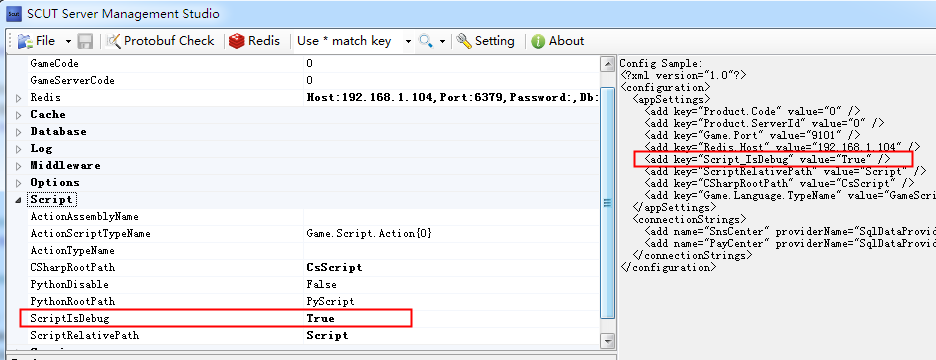 SCUT Server Management Studio
File Protobuf Check Redis Use * match key Setting About
GameCode 0
GameServerCode 0
Redis Host:192.168.1.104, Port:6379, Password:, Db:
Cache
Database
Log
Middleware
Options
Script
ActionAssemblyName
ActionScriptTypeName Game.Script.Action{0}
ActionTypeName
CSharpRootPath CsScript
PythonDisable False
PythonRootPath PyScript
ScriptIsDebug True
ScriptRelativePath Script
Config Sample:
<?xml version="1.0"?>
<configuration>
<appSettings>
<add key="Product.Code" value="0" />
<add key="Product.ServerId" value="0" />
<add key="Game.Port" value="9101" />
<add key="Redis.Host" value="192.168.1.104" />
<add key="Script_IsDebug" value="True" />
<add key="ScriptRelativePath" value="Script" />
<add key="CSharpRootPath" value="CsScript" />
<add key="Game.Language.TypeName" value="GameScri
</appSettings>
<connectionStrings>
<add name="SnsCenter" providerName="SqlDataProvid
<add name="PayCenter" providerName="SqlDataProvid
</connectionStrings>
</configuration>